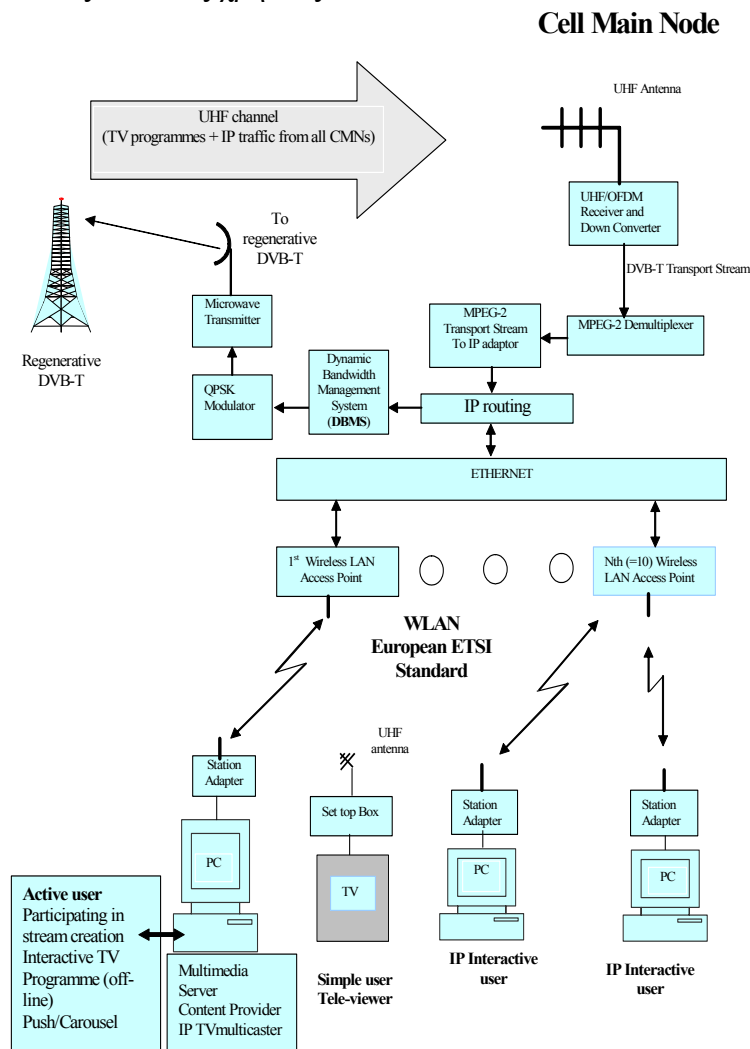 Cell Main Node
UHF Antenna
UHF channel
(TV programmes + IP traffic from all CMNs)
UHF/OFDM
Receiver and
Down Converter
To
regenerative
DVB-T
DVB-T Transport Stream
Microwave
Transmitter
MPEG-2
Transport Stream
To IP adaptor
MPEG-2 Demultiplexer
Regenerative
DVB-T
QPSK
Modulator
Dynamic
Bandwidth
Management
System
(DBMS)
IP routing
ETHERNET
1st Wireless LAN
Access Point
Nth (=10) Wireless
LAN Access Point
WLAN
European ETSI
Standard
UHF
antenna
Station
Adapter
Set top Box
Station
Adapter
Station
Adapter
PC
TV
PC
PC
Active user
Participating in
stream creation
Interactive TV
Programme (off-
line)
Push/Carousel
Multimedia
Server
Content Provider
IP TVmulticaster
Simple user
Tele-viewer
IP Interactive
user
IP Interactive
user